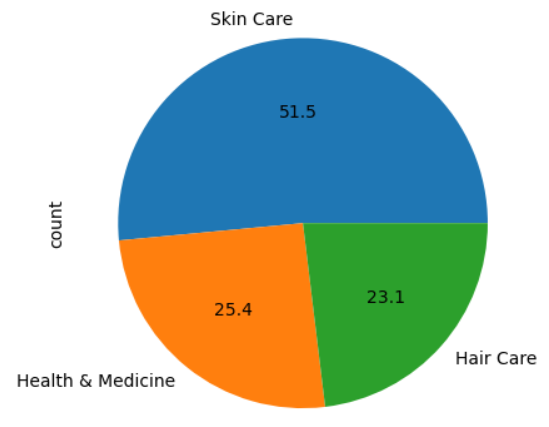 Skin Care
51.5
count
25.4
23.1
Health & Medicine
Hair Care